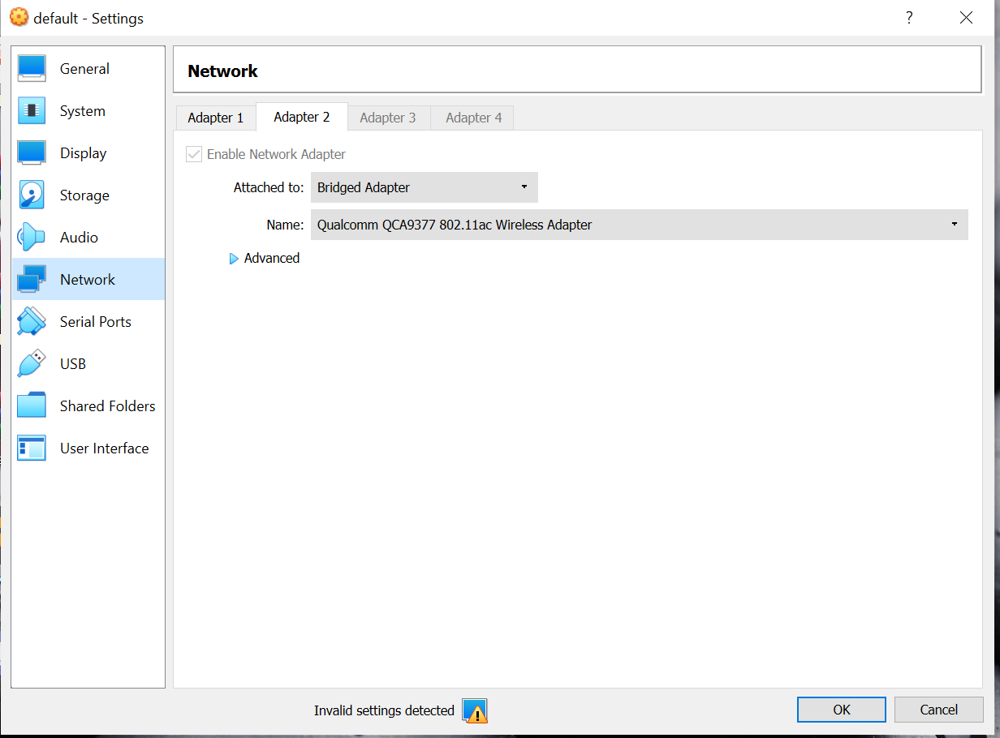 default - Settings
?
General
System
Display
Storage
Audio
Network
Serial Ports
USB
Shared Folders
User Interface
Network
Adapter 1 Adapter 2 Adapter 3 Adapter 4
Enable Network Adapter
Attached to: Bridged Adapter
Name: Qualcomm QCA9377 802.11ac Wireless Adapter
Advanced
Invalid settings detected
OK Cancel